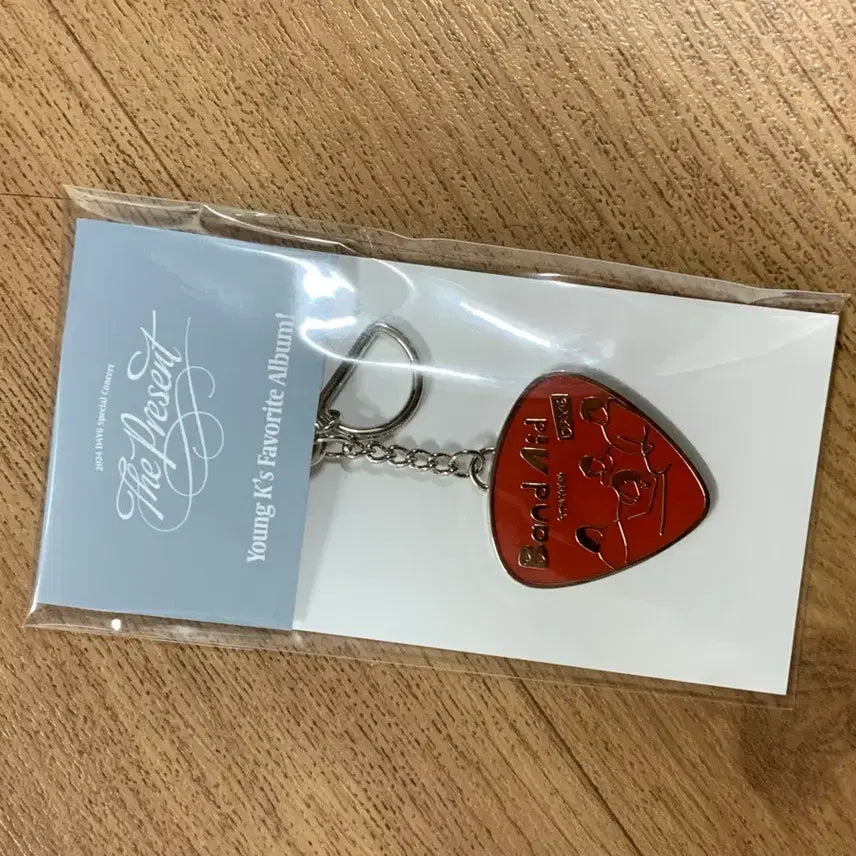 2024 DAY6 Special Concert
The Present
Young K's Favorite Album!
Band Aid
DAY6